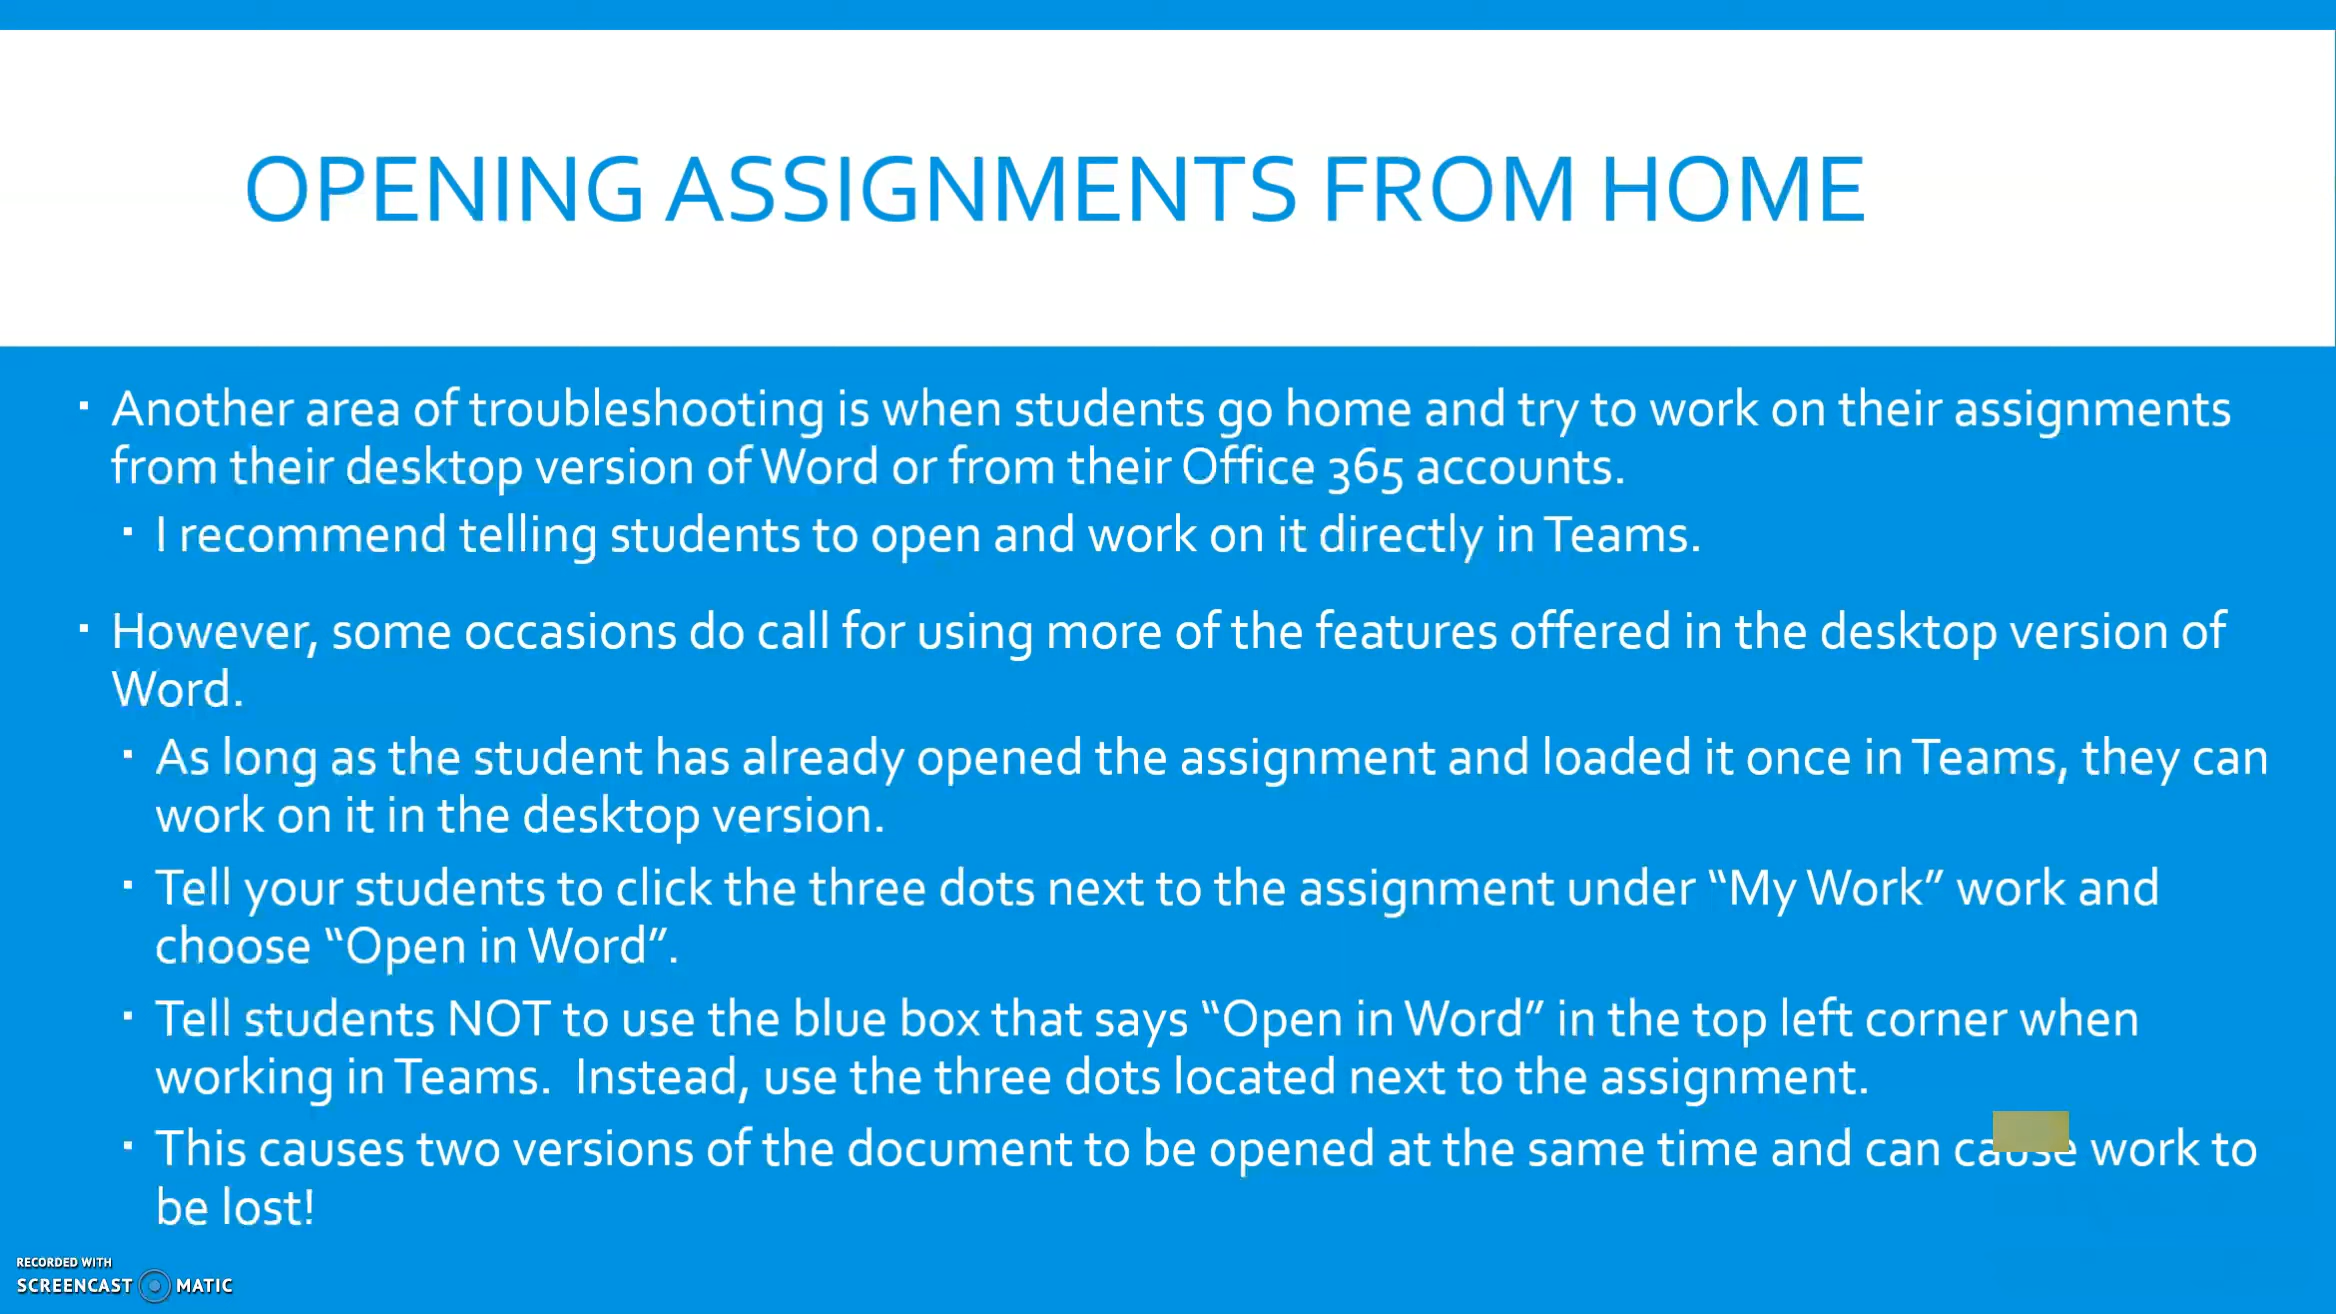 OPENING ASSIGNMENTS FROM HOME
▪ Another area of troubleshooting is when students go home and try to work on their assignments
from their desktop version of Word or from their Office 365 accounts.
▪ I recommend telling students to open and work on it directly in Teams.
▪ However, some occasions do call for using more of the features offered in the desktop version of
Word.
▪ As long as the student has already opened the assignment and loaded it once in Teams, they can
work on it in the desktop version.
▪ Tell your students to click the three dots next to the assignment under “My Work” work and
choose “Open in Word”.
▪ Tell students NOT to use the blue box that says “Open in Word” in the top left corner when
working in Teams.  Instead, use the three dots located next to the assignment.
▪ This causes two versions of the document to be opened at the same time and can cause work to
be lost!
RECORDED WITH
SCREENCAST MATIC